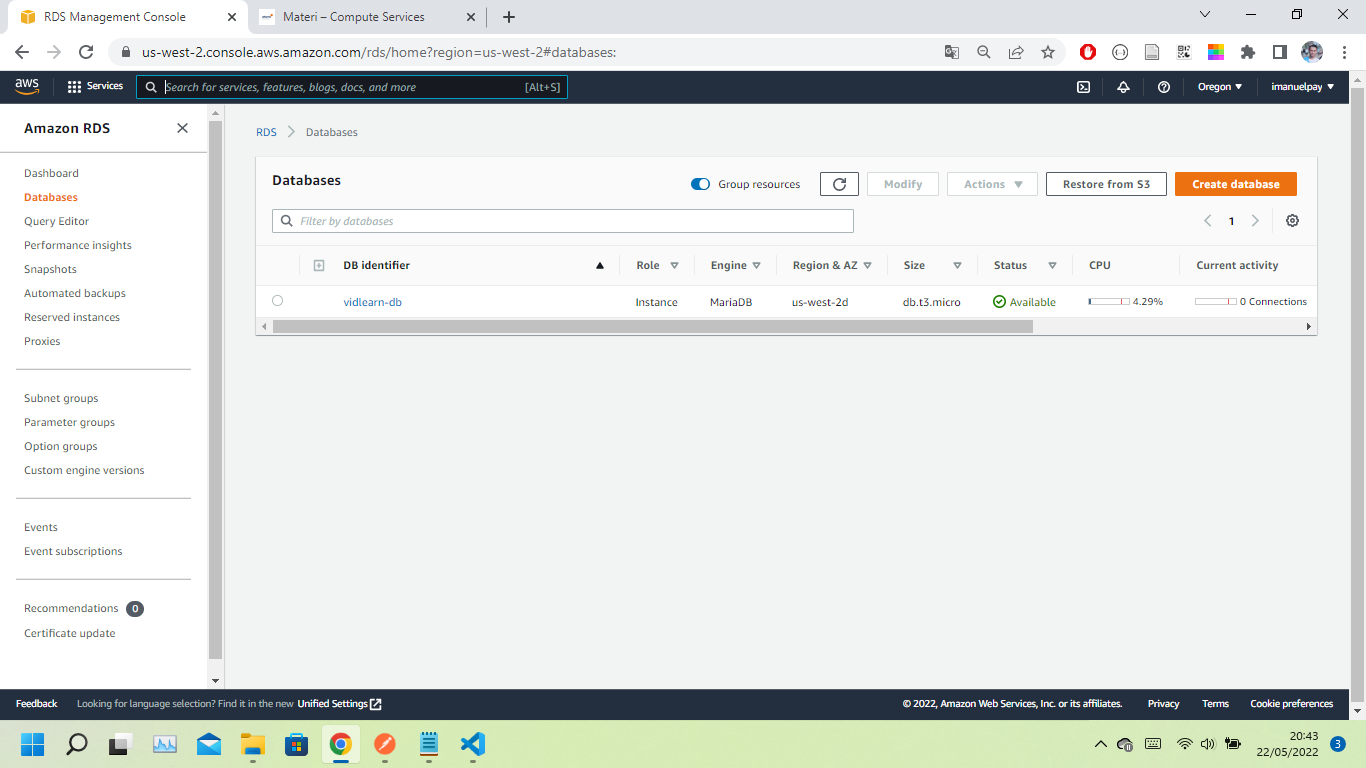 RDS Management Console
Materi – Compute Services
us-west-2.console.aws.amazon.com/rds/home?region=us-west-2#databases:
aws
Services
Search for services, features, blogs, docs, and more
[Alt+S]
Oregon
imanuelpay
Amazon RDS
Dashboard
Databases
Query Editor
Performance insights
Snapshots
Automated backups
Reserved instances
Proxies
Subnet groups
Parameter groups
Option groups
Custom engine versions
Events
Event subscriptions
Recommendations 0
Certificate update
RDS
Databases
Databases
Group resources
Modify
Actions
Restore from S3
Create database
Filter by databases
1
DB identifier Role Engine Region & AZ Size Status CPU Current activity
vidlearn-db Instance MariaDB us-west-2d db.t3.micro Available 4.29% 0 Connections
Feedback
Looking for language selection? Find it in the new Unified Settings
© 2022, Amazon Web Services, Inc. or its affiliates.
Privacy
Terms
Cookie preferences
20:43
22/05/2022
3